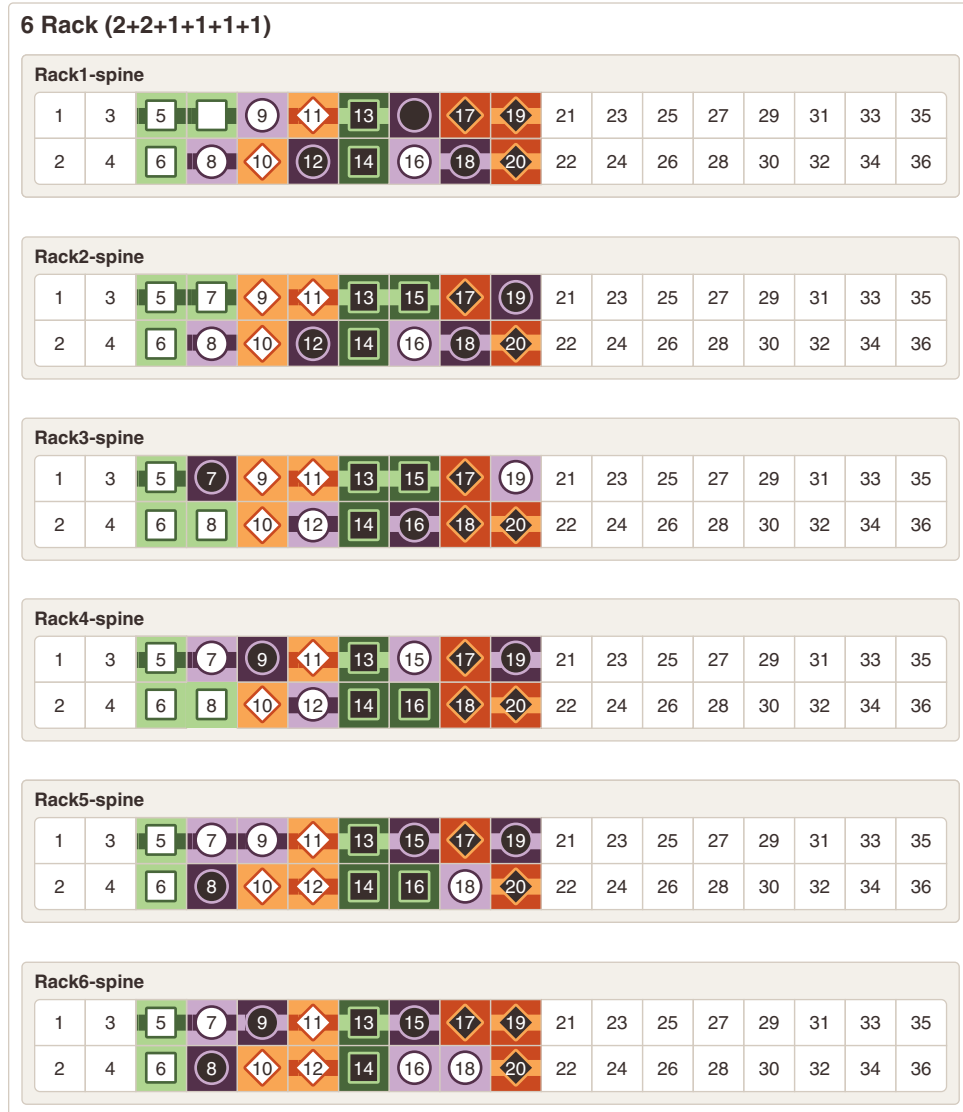 6 Rack (2+2+1+1+1+1)
Rack1-spine
1 3 5 9 11 13 17 19 21 23 25 27 29 31 33 35
2 4 6 8 10 12 14 16 18 20 22 24 26 28 30 32 34 36
Rack2-spine
1 3 5 7 9 11 13 15 17 19 21 23 25 27 29 31 33 35
2 4 6 8 10 12 14 16 18 20 22 24 26 28 30 32 34 36
Rack3-spine
1 3 5 7 9 11 13 15 17 19 21 23 25 27 29 31 33 35
2 4 6 8 10 12 14 16 18 20 22 24 26 28 30 32 34 36
Rack4-spine
1 3 5 7 9 11 13 15 17 19 21 23 25 27 29 31 33 35
2 4 6 8 10 12 14 16 18 20 22 24 26 28 30 32 34 36
Rack5-spine
1 3 5 7 9 11 13 15 17 19 21 23 25 27 29 31 33 35
2 4 6 8 10 12 14 16 18 20 22 24 26 28 30 32 34 36
Rack6-spine
1 3 5 7 9 11 13 15 17 19 21 23 25 27 29 31 33 35
2 4 6 8 10 12 14 16 18 20 22 24 26 28 30 32 34 36